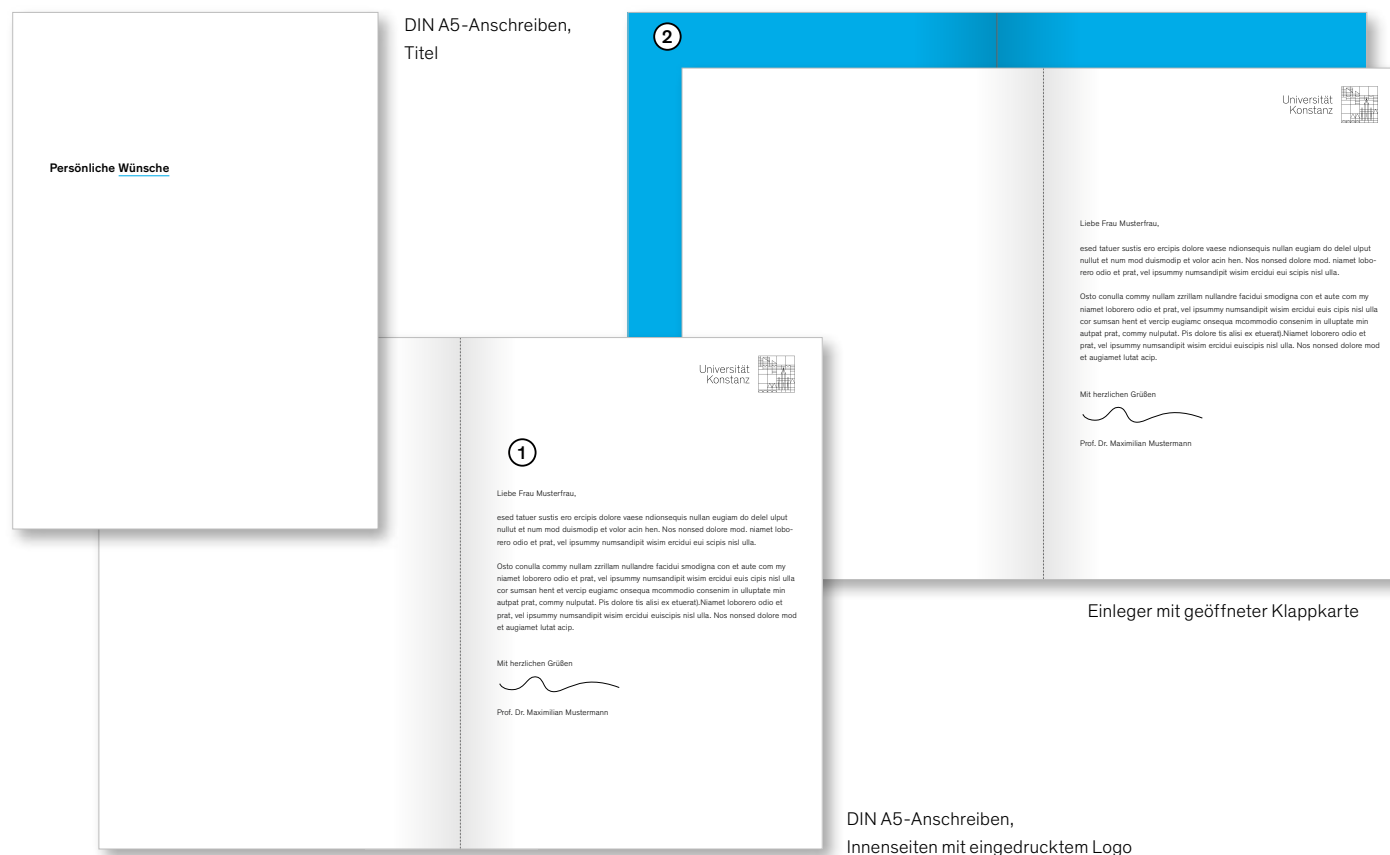 DIN A5-Anschreiben,
Titel
Persönliche Wünsche
2
Universität
Konstanz
Liebe Frau Musterfrau,
esed tatuer sustis ero ercipis dolore vaese ndionsequis nullan eugiam do delel ulput
nullut et num mod duismodip et volor acin hen. Nos nonsed dolore mod. niamet lobo-
rero odio et prat, vel ipsummy numsandipit wisim ercidui eui scipis nisl ulla.
Osto conulla commy nullam zzrillam nullandre facidui smodigna con et aute com my
niamet loborero odio et prat, vel ipsummy numsandipit wisim ercidui euis cipis nisl ulla
cor sumsan hent et vercip eugiamc onsequa mcommodio consenim in ulluptate min
autpat prat, commy nulputat. Pis dolore tis alisi ex etuerat).Niamet loborero odio et
prat, vel ipsummy numsandipit wisim ercidui euiscipis nisl ulla. Nos nonsed dolore mod
et augiamet lutat acip.
Mit herzlichen Grüßen
Prof. Dr. Maximilian Mustermann
Einleger mit geöffneter Klappkarte
Universität
Konstanz
1
Liebe Frau Musterfrau,
esed tatuer sustis ero ercipis dolore vaese ndionsequis nullan eugiam do delel ulput
nullut et num mod duismodip et volor acin hen. Nos nonsed dolore mod. niamet lobo-
rero odio et prat, vel ipsummy numsandipit wisim ercidui eui scipis nisl ulla.
Osto conulla commy nullam zzrillam nullandre facidui smodigna con et aute com my
niamet loborero odio et prat, vel ipsummy numsandipit wisim ercidui euis cipis nisl ulla
cor sumsan hent et vercip eugiamc onsequa mcommodio consenim in ulluptate min
autpat prat, commy nulputat. Pis dolore tis alisi ex etuerat).Niamet loborero odio et
prat, vel ipsummy numsandipit wisim ercidui euiscipis nisl ulla. Nos nonsed dolore mod
et augiamet lutat acip.
Mit herzlichen Grüßen
Prof. Dr. Maximilian Mustermann
DIN A5-Anschreiben,
Innenseiten mit eingedrucktem Logo